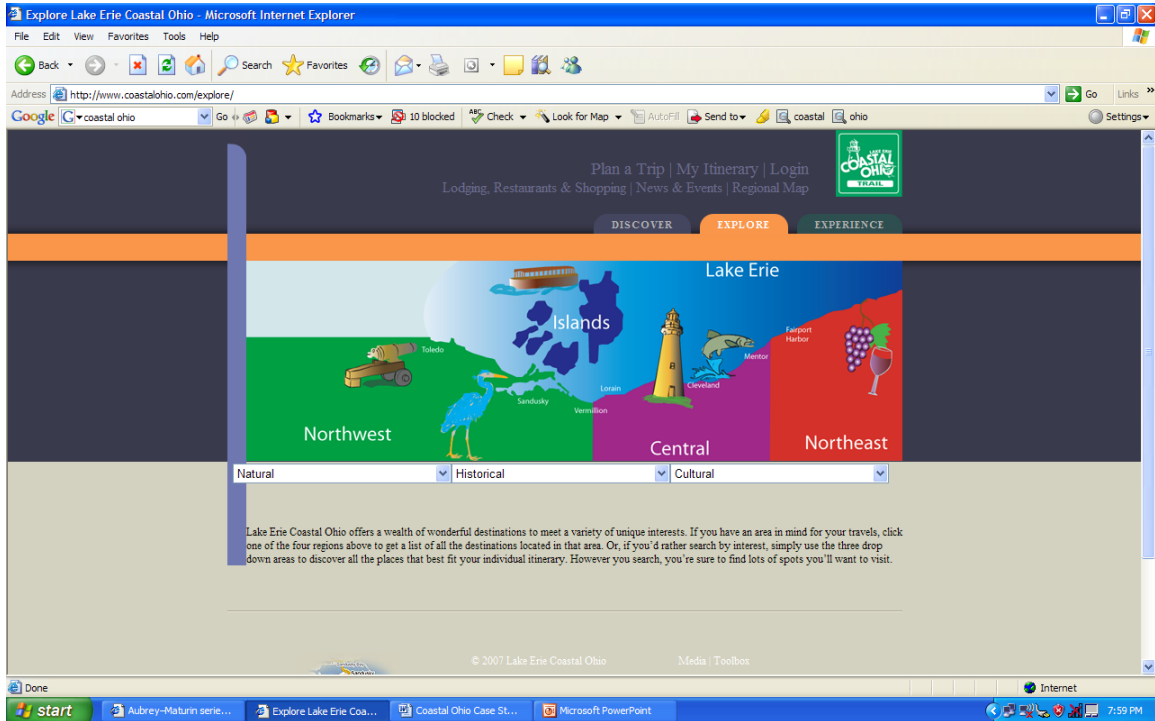 Explore Lake Erie Coastal Ohio - Microsoft Internet Explorer
File Edit View Favorites Tools Help
Back Search Favorites
Address http://www.coastalohio.com/explore/ Go Links »
Google G coastal ohio Go Bookmarks 10 blocked ABC Check Look for Map AutoFill Send to coastal ohio Settings
Plan a Trip | My Itinerary | Login
Lodging, Restaurants & Shopping | News & Events | Regional Map
LAKE ERIE
COASTAL
OHIO
TRAIL
DISCOVER EXPLORE EXPERIENCE
Lake Erie
Islands
Fairport
Harbor
Toledo
Mentor
Lorain
Cleveland
Sandusky
Vermillion
Northwest
Central
Northeast
Natural Historical Cultural
Lake Erie Coastal Ohio offers a wealth of wonderful destinations to meet a variety of unique interests. If you have an area in mind for your travels, click
one of the four regions above to get a list of all the destinations located in that area. Or, if you'd rather search by interest, simply use the three drop
down areas to discover all the places that best fit your individual itinerary. However you search, you're sure to find lots of spots you'll want to visit.
© 2007 Lake Erie Coastal Ohio Media | Toolbox
Done Internet
start Aubrey-Maturin serie... Explore Lake Erie Coa... Coastal Ohio Case St... Microsoft PowerPoint 7:59 PM